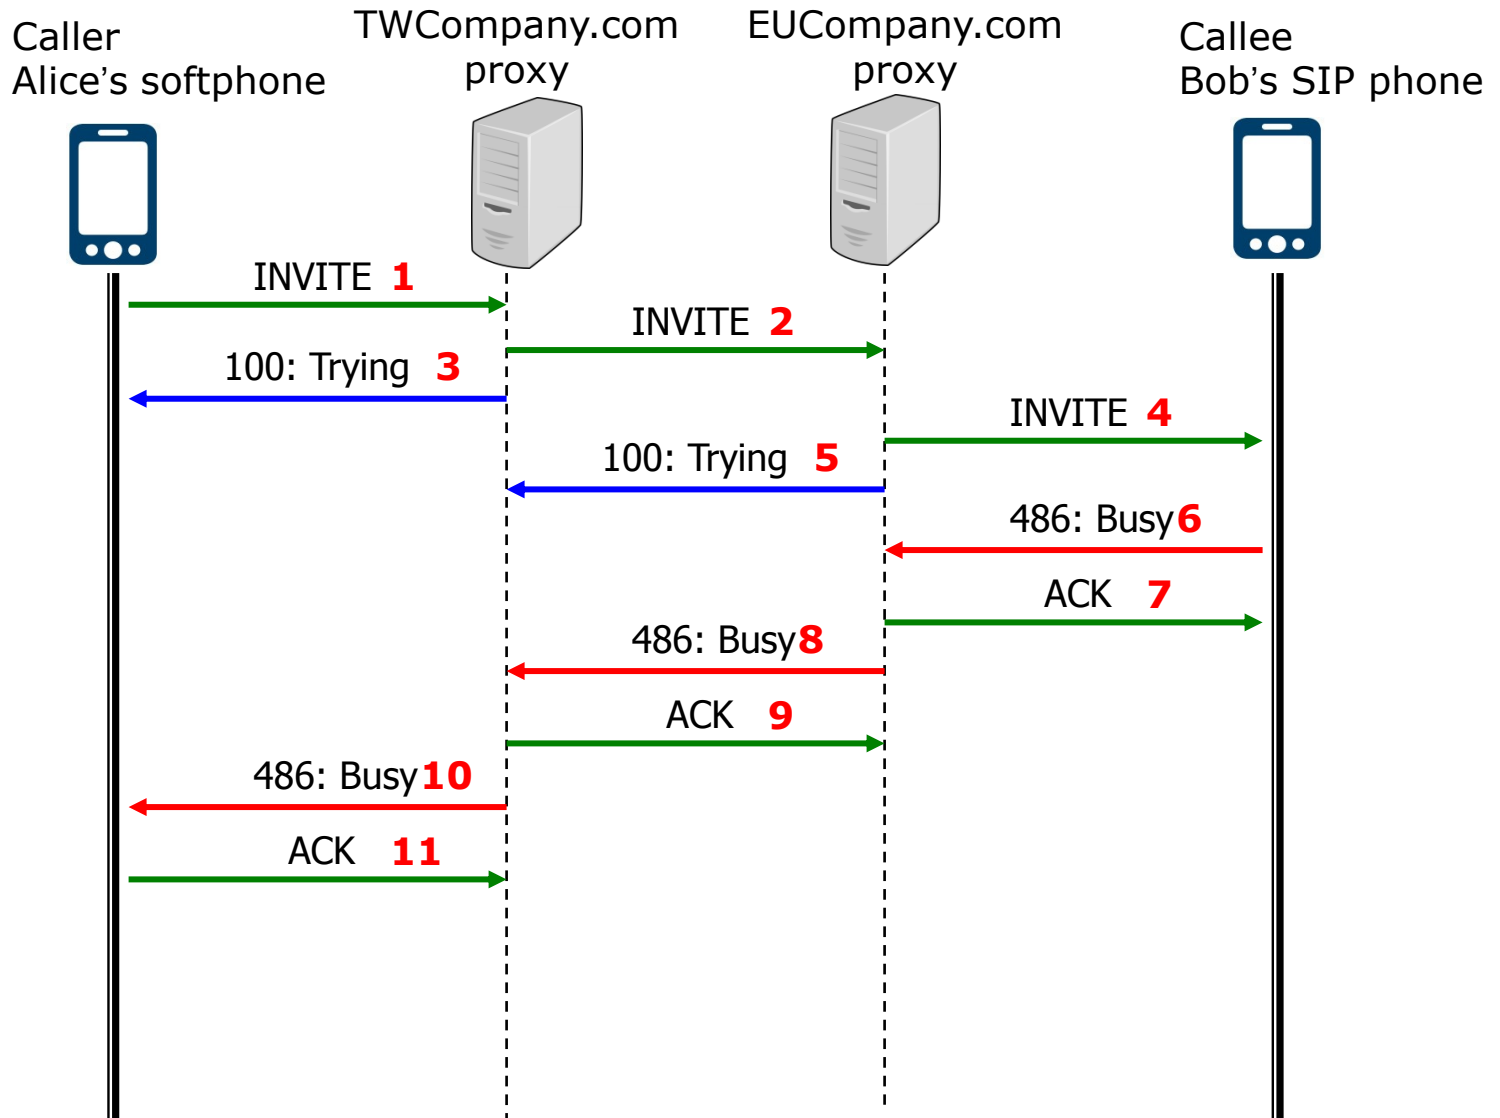 Caller
Alice’s softphone
TWCompany.com
proxy
EUCompany.com
proxy
Callee
Bob’s SIP phone
INVITE 1
INVITE 2
100: Trying 3
INVITE 4
100: Trying 5
486: Busy 6
ACK 7
486: Busy 8
ACK 9
486: Busy 10
ACK 11